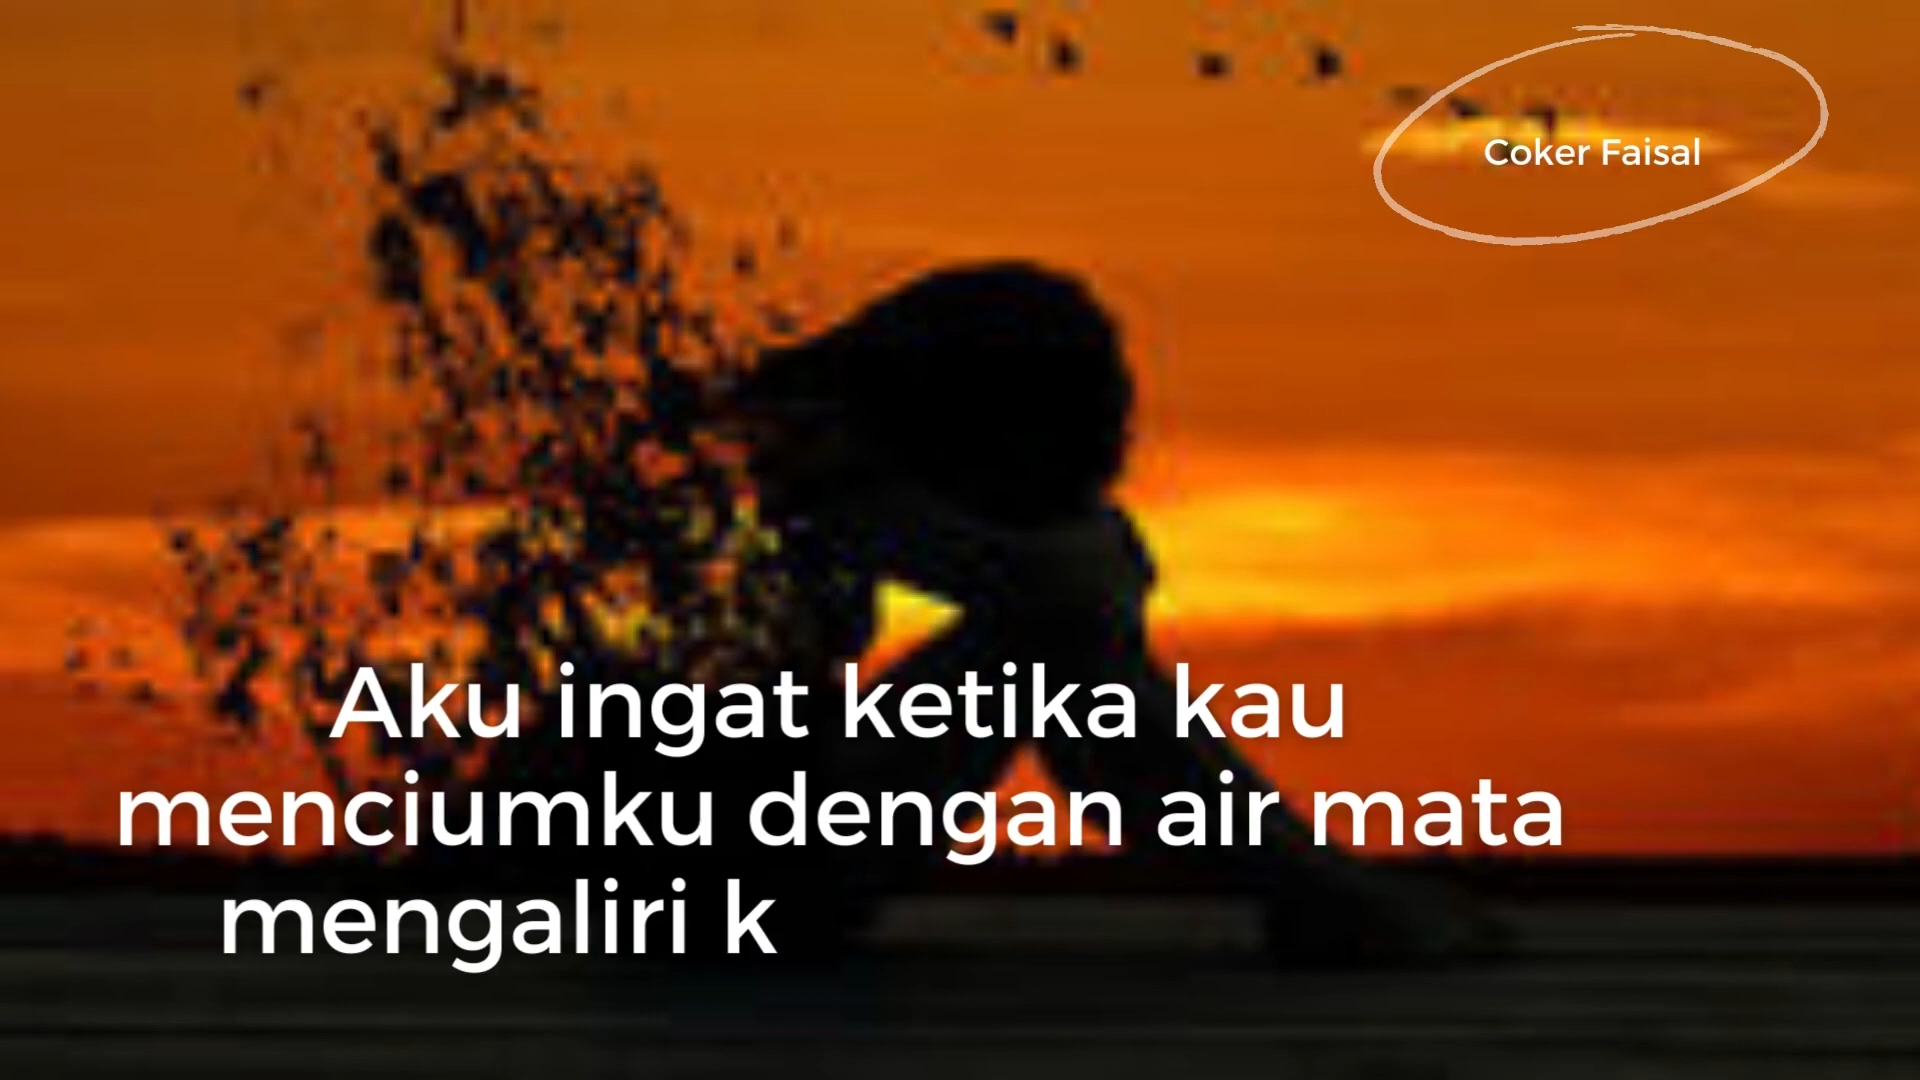 Coker Faisal
Aku ingat ketika kau
menciumku dengan air mata
mengaliri k